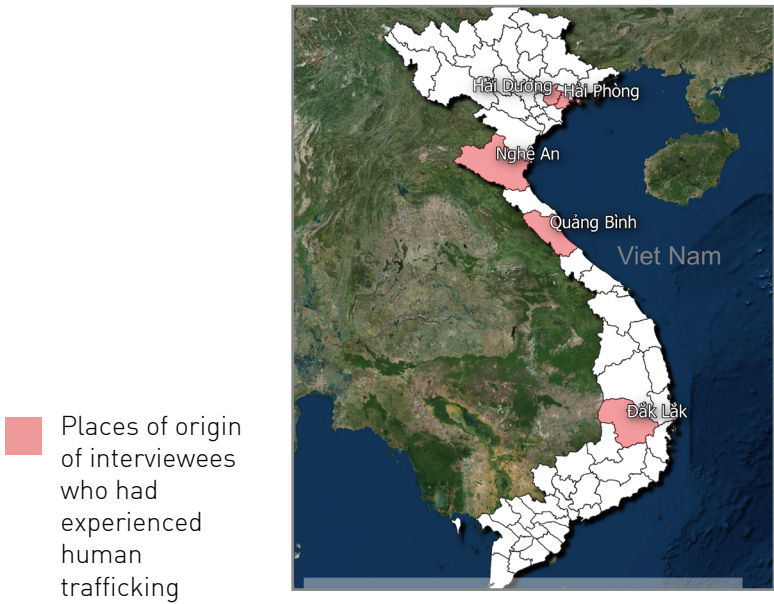 Hải Dương
Hải Phòng
Nghệ An
Quảng Bình
Viet Nam
Đắk Lắk
Places of origin
of interviewees
who had
experienced
human
trafficking